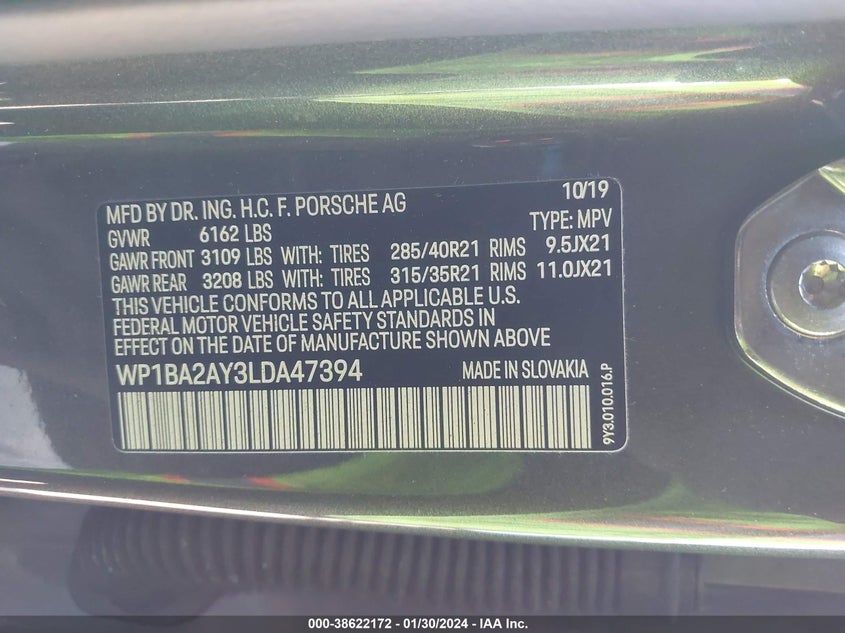 MFD BY DR. ING. H.C. F. PORSCHE AG 10/19
GVWR 6162 LBS TYPE: MPV
GAWR FRONT 3109 LBS WITH: TIRES 285/40R21 RIMS 9.5JX21
GAWR REAR 3208 LBS WITH: TIRES 315/35R21 RIMS 11.0JX21
THIS VEHICLE CONFORMS TO ALL APPLICABLE U.S.
FEDERAL MOTOR VEHICLE SAFETY STANDARDS IN
EFFECT ON THE DATE OF MANUFACTURE SHOWN ABOVE
WP1BA2AY3LDA47394 MADE IN SLOVAKIA
9Y3.010.016.P
000-38622172 - 01/30/2024 - IAA Inc.